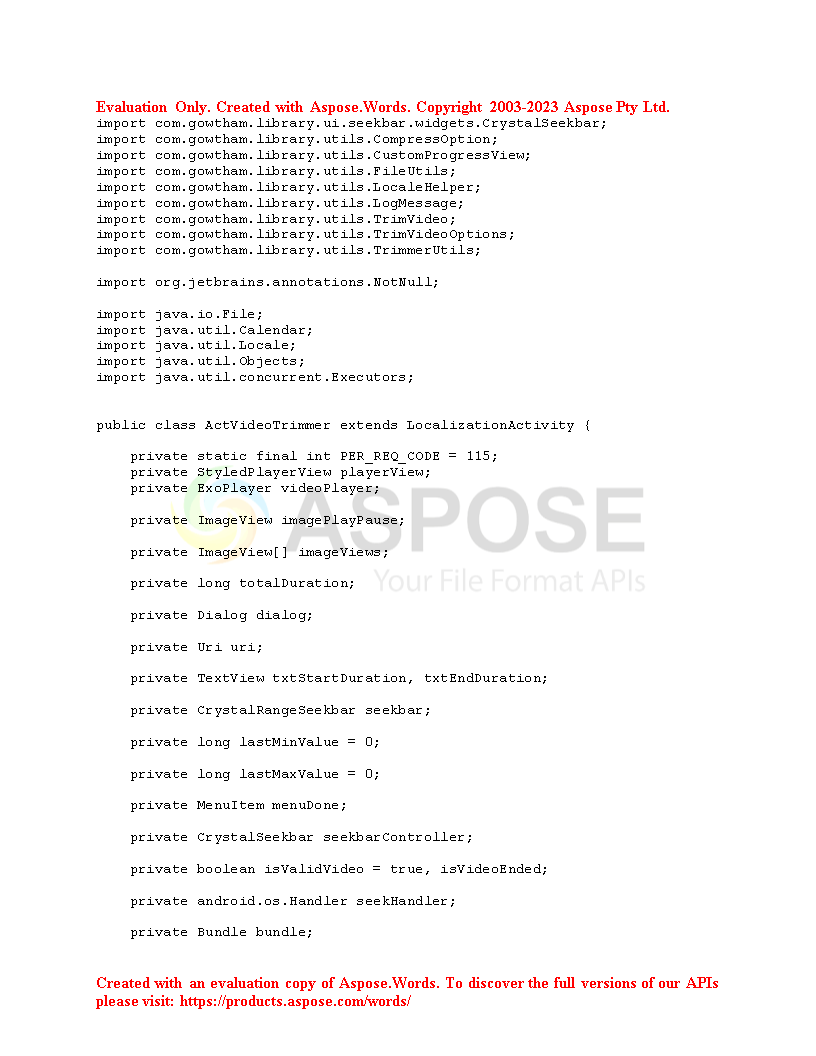 Evaluation Only. Created with Aspose.Words. Copyright 2003-2023 Aspose Pty Ltd.
import com.gowtham.library.ui.seekbar.widgets.CrystalSeekbar;
import com.gowtham.library.utils.CompressOption;
import com.gowtham.library.utils.CustomProgressView;
import com.gowtham.library.utils.FileUtils;
import com.gowtham.library.utils.LocaleHelper;
import com.gowtham.library.utils.LogMessage;
import com.gowtham.library.utils.TrimVideo;
import com.gowtham.library.utils.TrimVideoOptions;
import com.gowtham.library.utils.TrimmerUtils;

import org.jetbrains.annotations.NotNull;

import java.io.File;
import java.util.Calendar;
import java.util.Locale;
import java.util.Objects;
import java.util.concurrent.Executors;

public class ActVideoTrimmer extends LocalizationActivity {

    private static final int PER_REQ_CODE = 115;
    private StyledPlayerView playerView;
    private ExoPlayer videoPlayer;

    private ImageView imagePlayPause;
ASPOSE

    private ImageView[] imageViews;

    private long totalDuration;
Your File Format APIs

    private Dialog dialog;

    private Uri uri;

    private TextView txtStartDuration, txtEndDuration;

    private CrystalRangeSeekbar seekbar;

    private long lastMinValue = 0;

    private long lastMaxValue = 0;

    private MenuItem menuDone;

    private CrystalSeekbar seekbarController;

    private boolean isValidVideo = true, isVideoEnded;

    private android.os.Handler seekHandler;

    private Bundle bundle;

Created with an evaluation copy of Aspose.Words. To discover the full versions of our APIs
please visit: https://products.aspose.com/words/